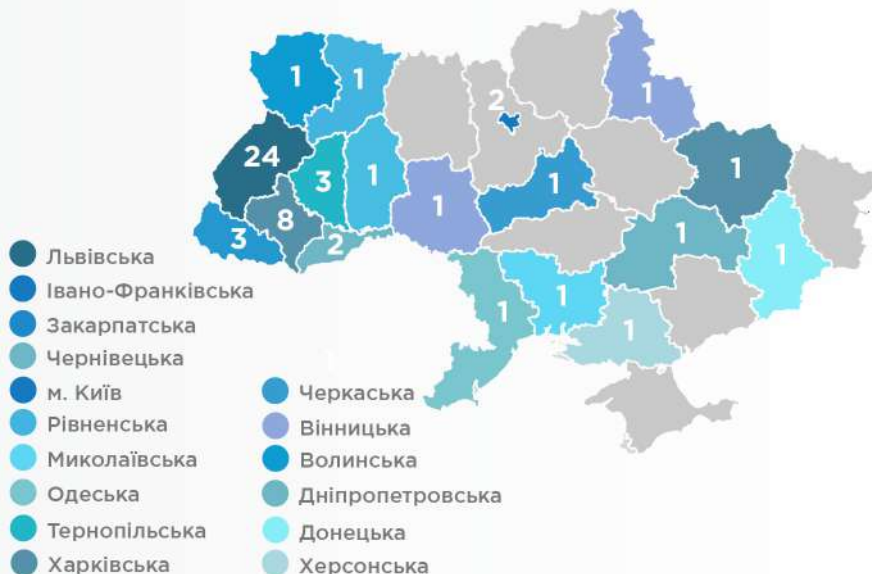 1
1
2
1
24
3
1
1
1
1
8
3
2
1
1
1
1
1
1
Львівська
Івано-Франківська
Закарпатська
Чернівецька
м. Київ
Рівненська
Миколаївська
Одеська
Тернопільська
Харківська
Черкаська
Вінницька
Волинська
Дніпропетровська
Донецька
Херсонська